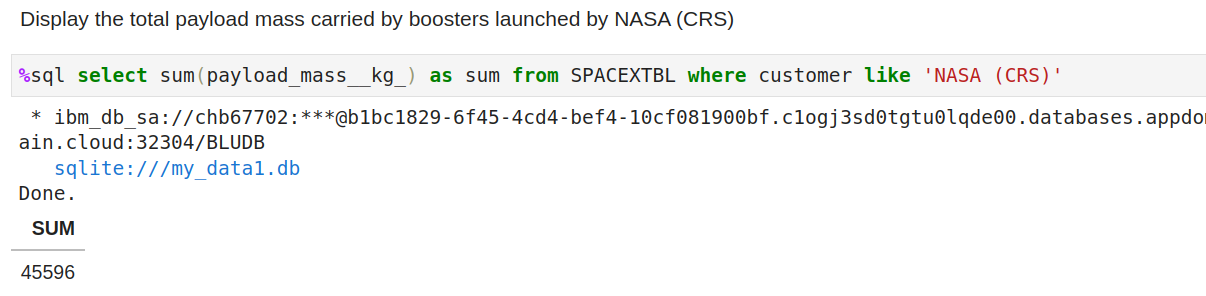 Display the total payload mass carried by boosters launched by NASA (CRS)
%sql select sum(payload_mass__kg_) as sum from SPACEXTBL where customer like 'NASA (CRS)'
* ibm_db_sa://chb67702:***@b1bc1829-6f45-4cd4-bef4-10cf081900bf.c1ogj3sd0tgtu0lqde00.databases.appdom
ain.cloud:32304/BLUDB
sqlite:///my_data1.db
Done.
SUM
45596